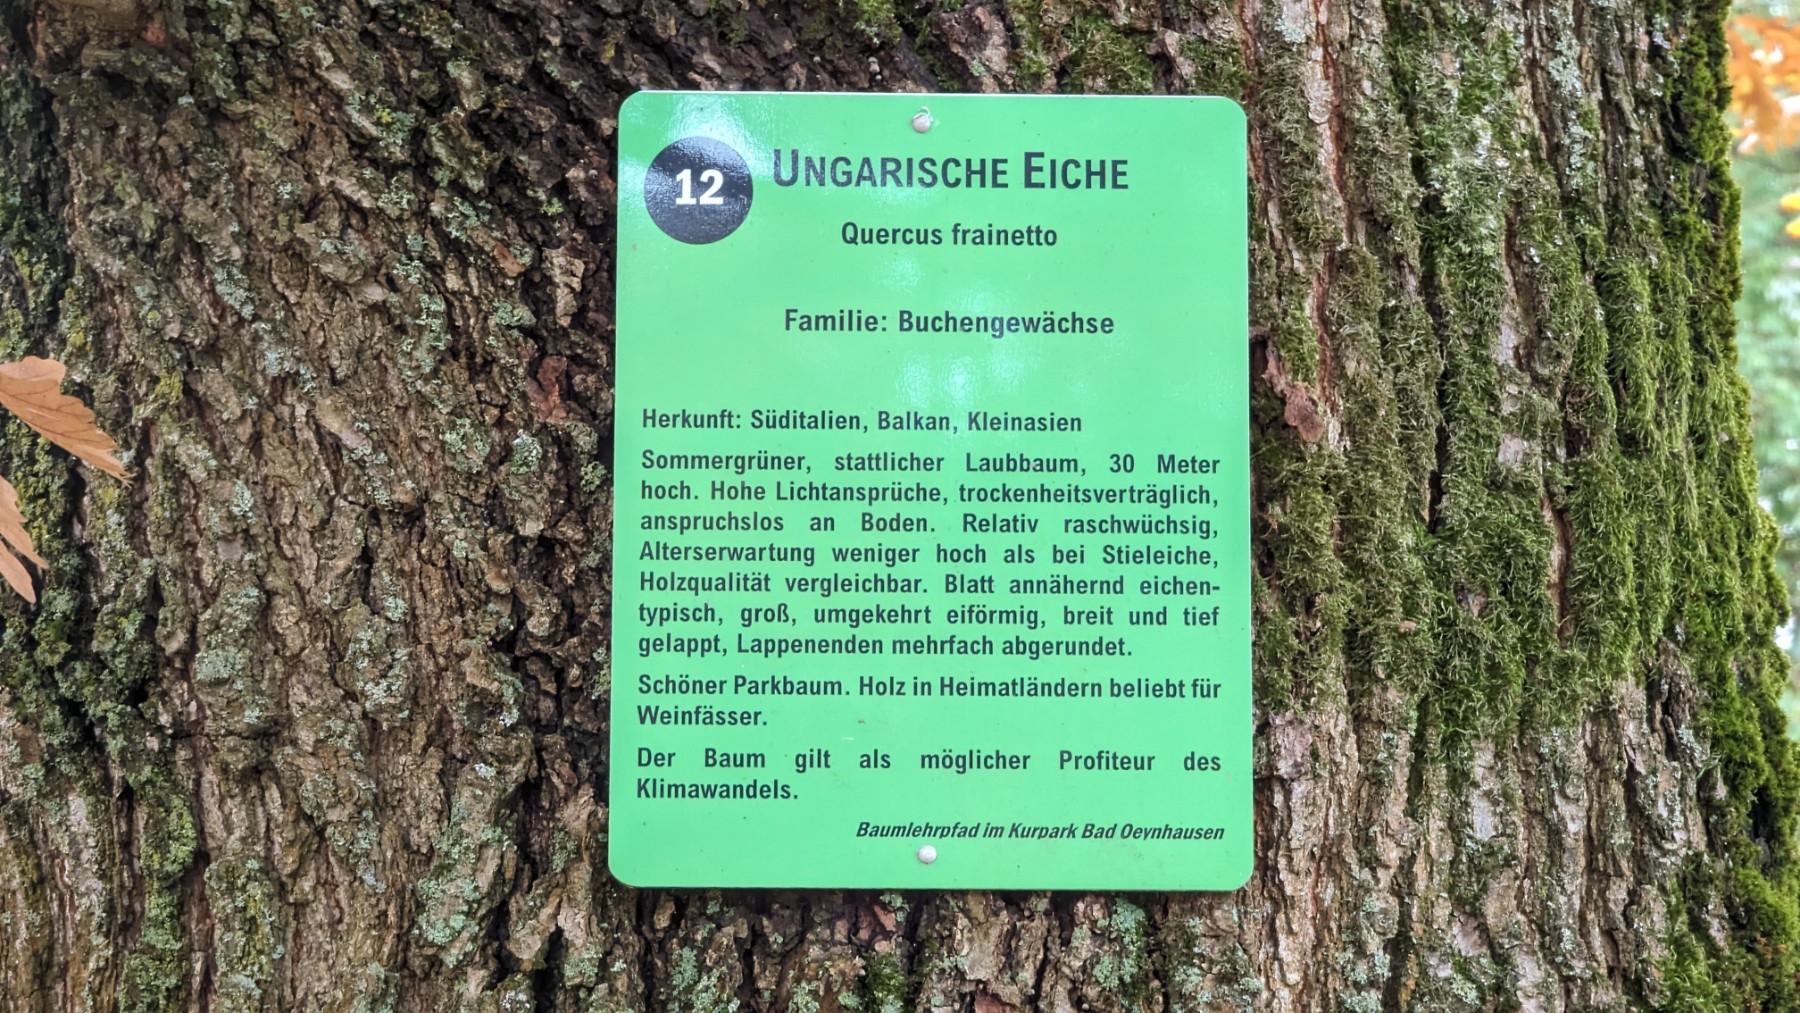 12
UNGARISCHE EICHE
Quercus frainetto
Familie: Buchengewächse
Herkunft: Süditalien, Balkan, Kleinasien
Sommergrüner, stattlicher Laubbaum, 30 Meter
hoch. Hohe Lichtansprüche, trockenheitsverträglich,
anspruchslos an Boden. Relativ raschwüchsig,
Alterserwartung weniger hoch als bei Stieleiche,
Holzqualität vergleichbar. Blatt annähernd eichen-
typisch, groß, umgekehrt eiförmig, breit und tief
gelappt, Lappenenden mehrfach abgerundet.
Schöner Parkbaum. Holz in Heimatländern beliebt für
Weinfässer.
Der Baum gilt als möglicher Profiteur des
Klimawandels.
Baumlehrpfad im Kurpark Bad Oeynhausen